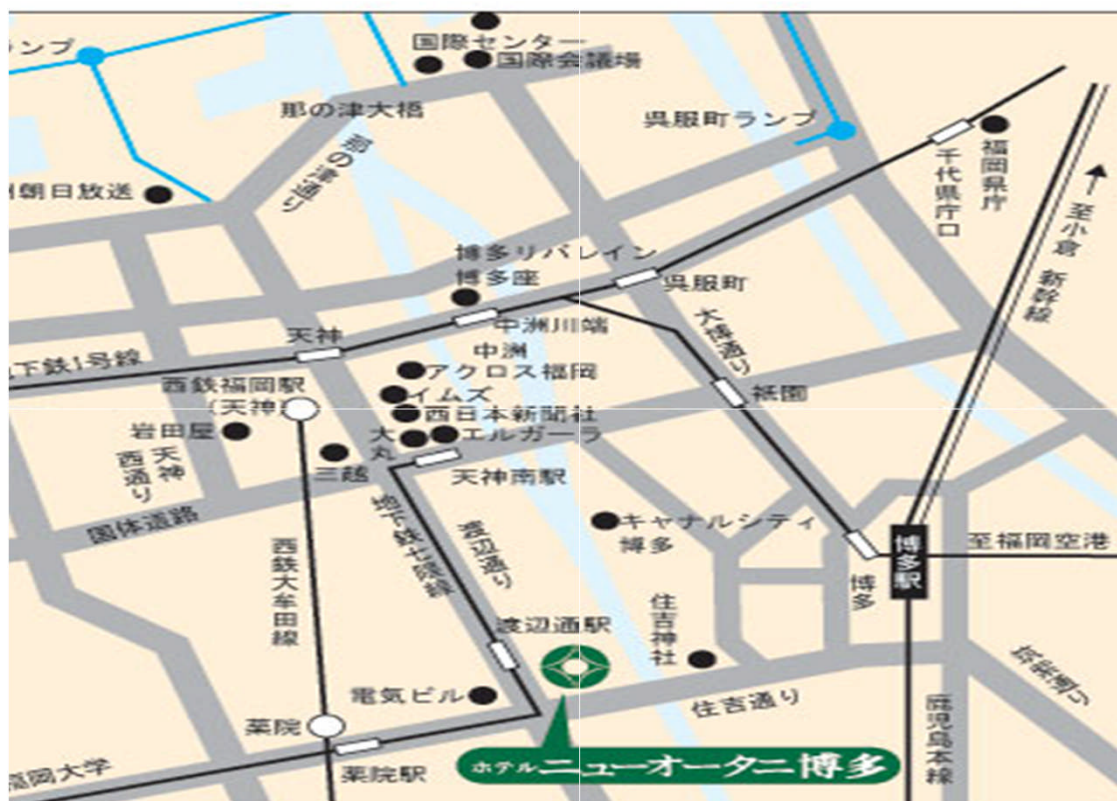 ランプ
国際センター
国際会議場
那の津大橋
呉服町ランプ
那の津通り
朝日放送
福岡県庁
千代県庁口
至小倉 新幹線
博多リバレイン
博多座
呉服町
中洲川端
中洲
天神
大博通り
下鉄1号線
西鉄福岡駅
(天神)
アクロス福岡
イムズ
西日本新聞社
祇園
岩田屋
大丸
エルガーラ
天神西通り
三越
天神南駅
国体道路
地下鉄七隈線
渡辺通り
キャナルシティ
博多
博多駅
至福岡空港
西鉄大牟田線
博多
住吉神社
渡辺通駅
筑紫通り
電気ビル
住吉通り
鹿児島本線
薬院
福岡大学
薬院駅
ホテルニューオータニ博多